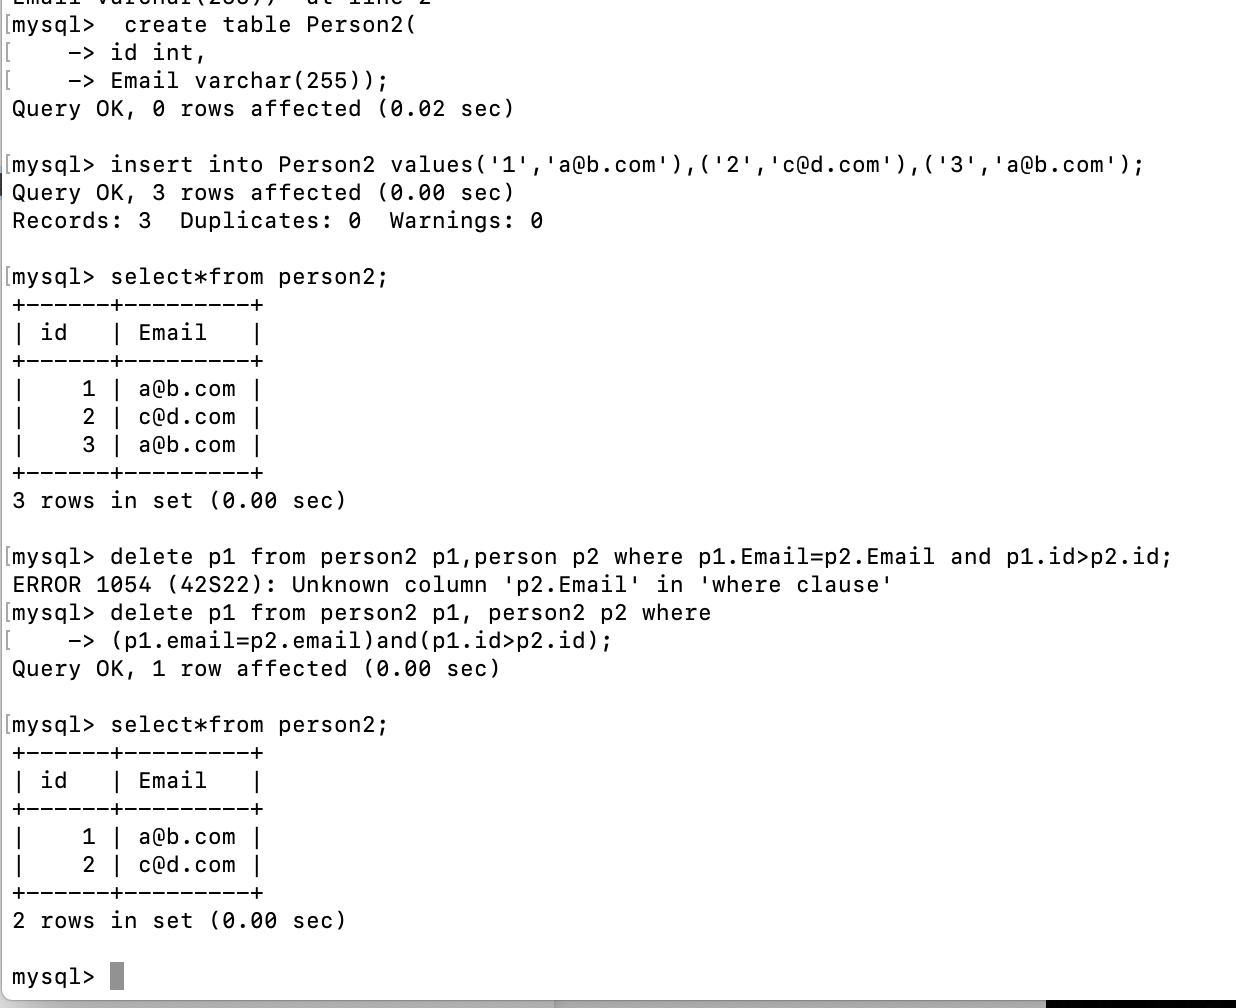 Email varchar(255))' at line 2
[mysql>  create table Person2(
[    -> id int,
[    -> Email varchar(255));
Query OK, 0 rows affected (0.02 sec)
[mysql> insert into Person2 values('1','a@b.com'),('2','c@d.com'),('3','a@b.com');
Query OK, 3 rows affected (0.00 sec)
Records: 3  Duplicates: 0  Warnings: 0
[mysql> select*from person2;
+------+---------+
| id   | Email   |
+------+---------+
|    1 | a@b.com |
|    2 | c@d.com |
|    3 | a@b.com |
+------+---------+
3 rows in set (0.00 sec)
[mysql> delete p1 from person2 p1,person p2 where p1.Email=p2.Email and p1.id>p2.id;
ERROR 1054 (42S22): Unknown column 'p2.Email' in 'where clause'
[mysql> delete p1 from person2 p1, person2 p2 where
[    -> (p1.email=p2.email)and(p1.id>p2.id);
Query OK, 1 row affected (0.00 sec)
[mysql> select*from person2;
+------+---------+
| id   | Email   |
+------+---------+
|    1 | a@b.com |
|    2 | c@d.com |
+------+---------+
2 rows in set (0.00 sec)
mysql>